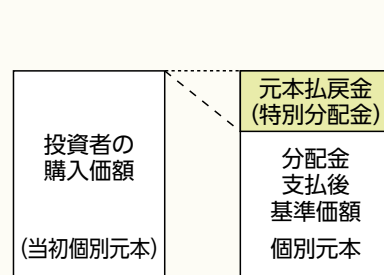 投資者の
購入価額
(当初個別元本)
元本払戻金
(特別分配金)
分配金
支払後
基準価額
個別元本